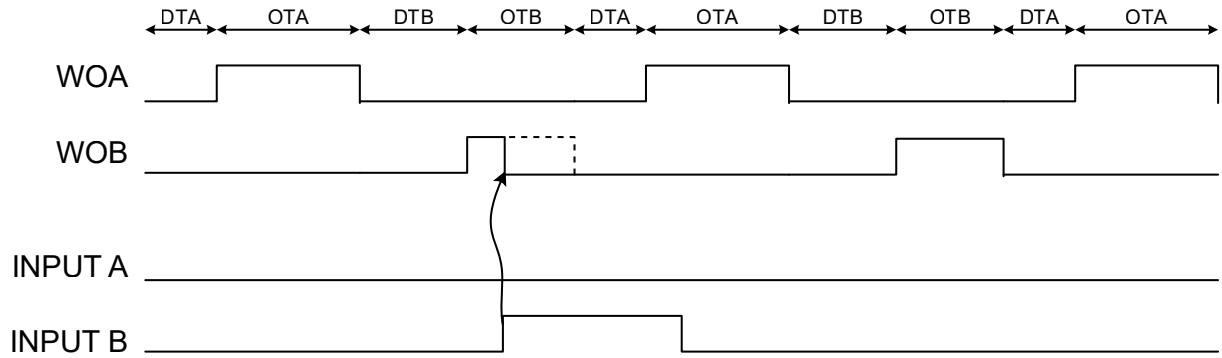 DTA OTA DTB OTB DTA OTA DTB OTB DTA OTA
WOA
WOB
INPUT A
INPUT B